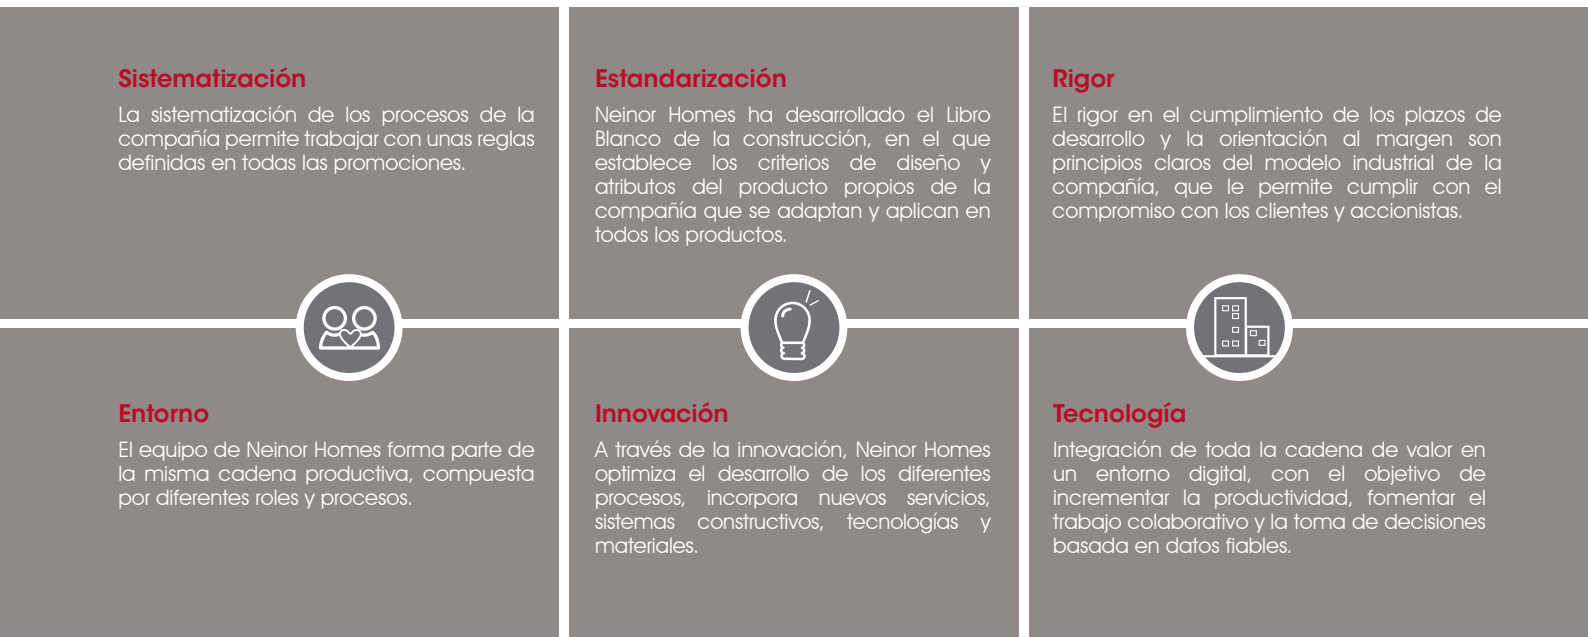 Sistematización
La sistematización de los procesos de la
compañía permite trabajar con unas reglas
definidas en todas las promociones.
Estandarización
Neinor Homes ha desarrollado el Libro
Blanco de la construcción, en el que
establece los criterios de diseño y
atributos del producto propios de la
compañía que se adaptan y aplican en
todos los productos.
Rigor
El rigor en el cumplimiento de los plazos de
desarrollo y la orientación al margen son
principios claros del modelo industrial de la
compañía, que le permite cumplir con el
compromiso con los clientes y accionistas.
Entorno
El equipo de Neinor Homes forma parte de
la misma cadena productiva, compuesta
por diferentes roles y procesos.
Innovación
A través de la innovación, Neinor Homes
optimiza el desarrollo de los diferentes
procesos, incorpora nuevos servicios,
sistemas constructivos, tecnologías y
materiales.
Tecnología
Integración de toda la cadena de valor en
un entorno digital, con el objetivo de
incrementar la productividad, fomentar el
trabajo colaborativo y la toma de decisiones
basada en datos fiables.